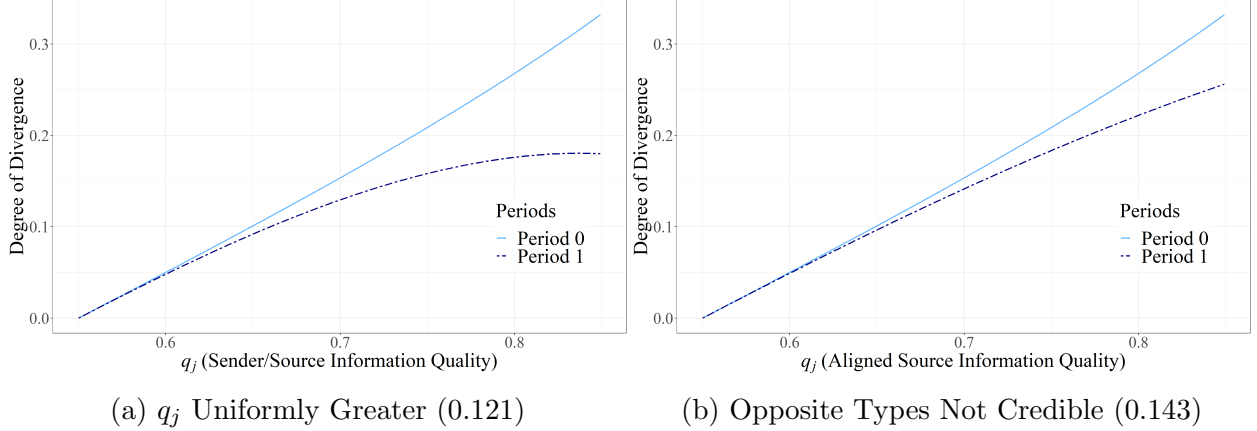 0.3
0.2
0.1
0.0
Degree of Divergence
0.6 0.7 0.8
q_j (Sender/Source Information Quality)
Periods
Period 0
Period 1
(a) q_j Uniformly Greater (0.121)
0.3
0.2
0.1
0.0
Degree of Divergence
0.6 0.7 0.8
q_j (Aligned Source Information Quality)
Periods
Period 0
Period 1
(b) Opposite Types Not Credible (0.143)